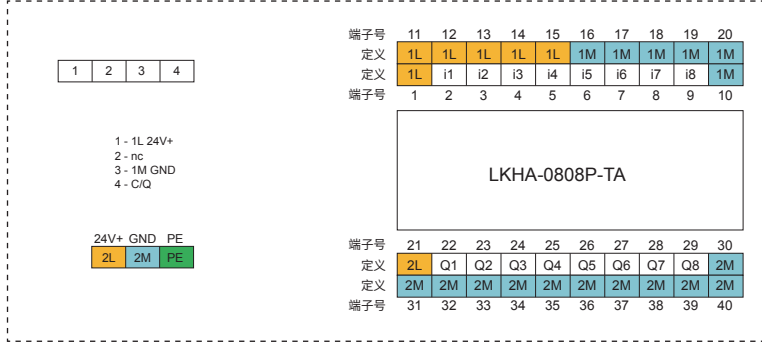 端子号 11 12 13 14 15 16 17 18 19 20
定义 1L 1L 1L 1L 1L 1M 1M 1M 1M 1M
定义 1L i1 i2 i3 i4 i5 i6 i7 i8 1M
端子号 1 2 3 4 5 6 7 8 9 10
1 2 3 4
1 - 1L 24V+
2 - nc
3 - 1M GND
4 - C/Q
LKHA-0808P-TA
24V+ GND PE
2L 2M PE
端子号 21 22 23 24 25 26 27 28 29 30
定义 2L Q1 Q2 Q3 Q4 Q5 Q6 Q7 Q8 2M
定义 2M 2M 2M 2M 2M 2M 2M 2M 2M 2M
端子号 31 32 33 34 35 36 37 38 39 40